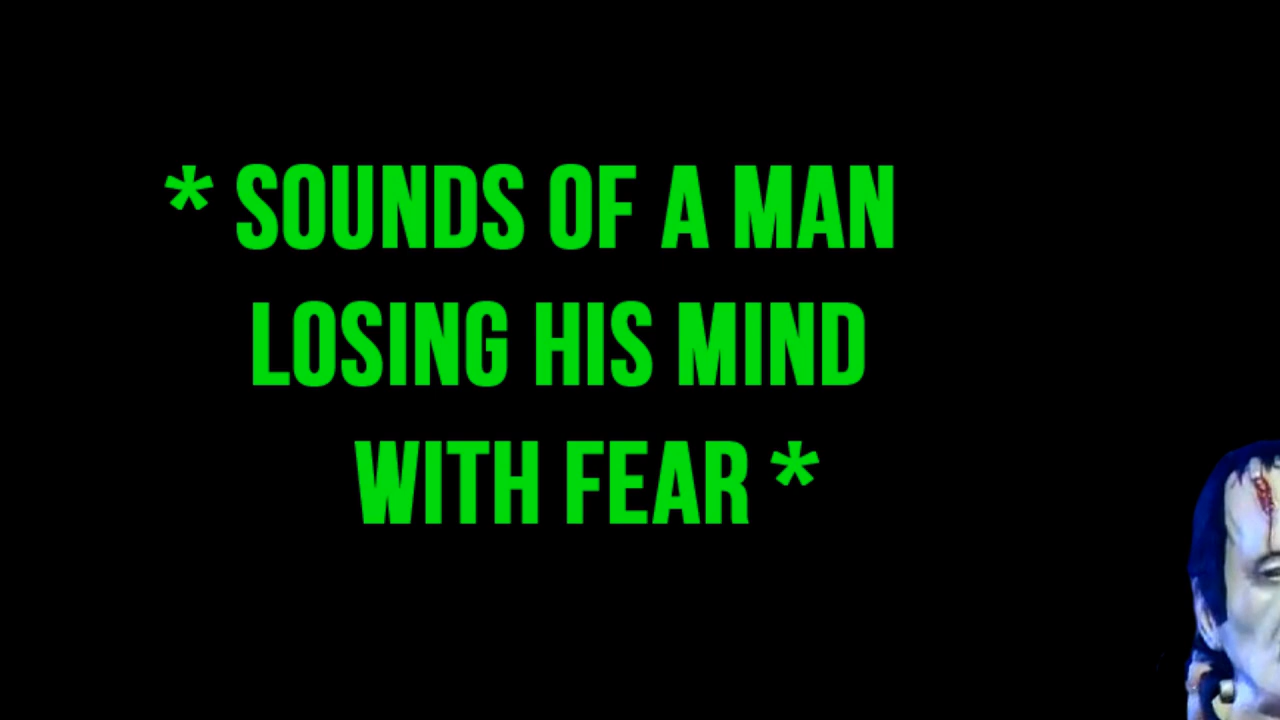 * SOUNDS OF A MAN
LOSING HIS MIND
WITH FEAR *